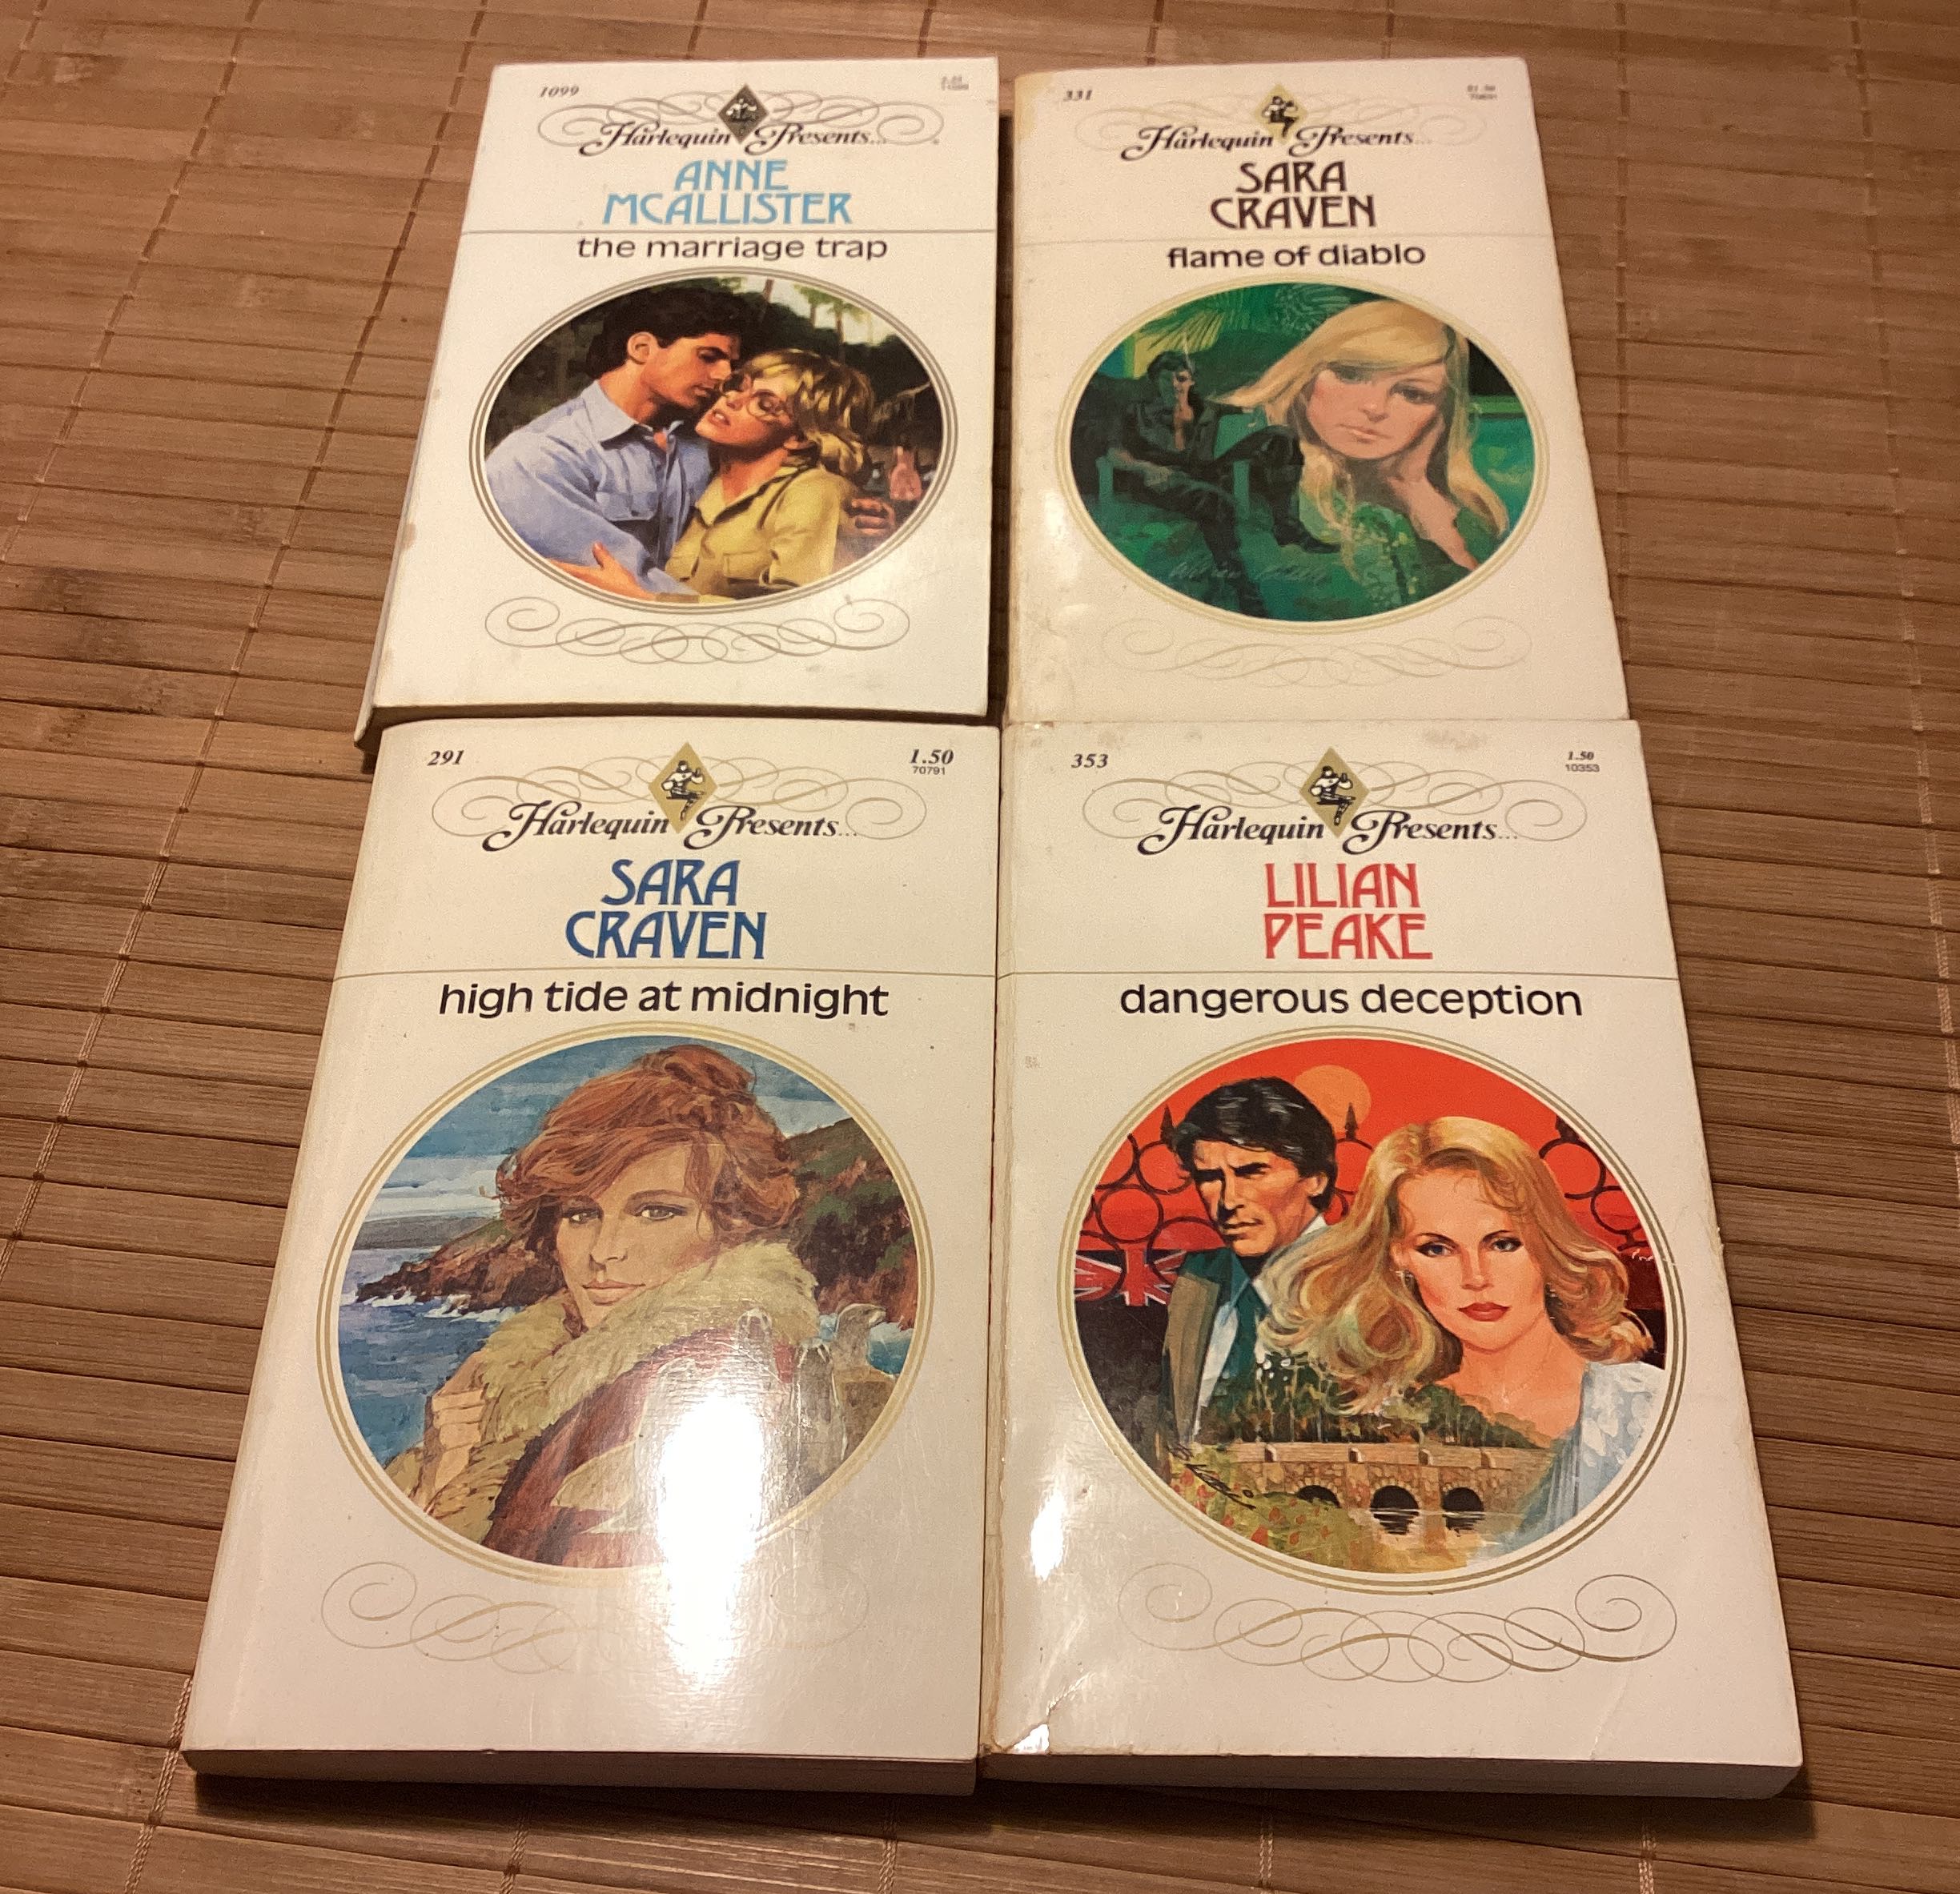 1099
Harlequin Presents...
ANNE
MCALLISTER
the marriage trap
331
$1.50
Harlequin Presents...
SARA
CRAVEN
flame of diablo
291
1.50
70791
Harlequin Presents...
SARA
CRAVEN
high tide at midnight
353
1.50
10353
Harlequin Presents...
LILIAN
PEAKE
dangerous deception